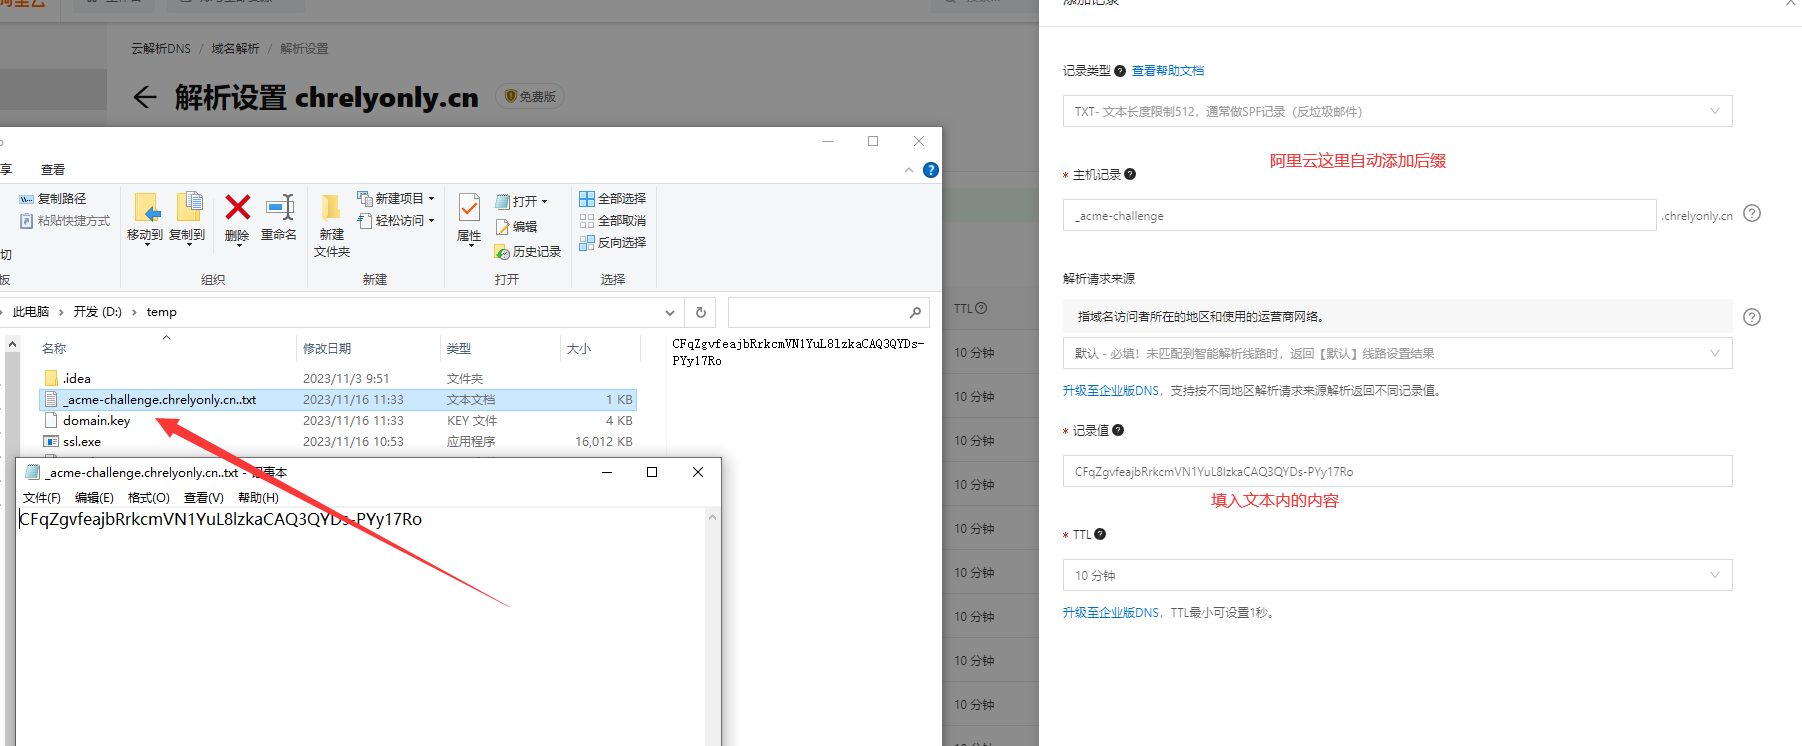 阿里云
云解析DNS / 域名解析 / 解析设置
解析设置 chrelyonly.cn
免费版
享 查看
复制路径
粘贴快捷方式
切
板
移动到
复制到
删除
重命名
组织
新建
文件夹
新建项目
轻松访问
新建
属性
打开
编辑
历史记录
打开
全部选择
全部取消
反向选择
选择
此电脑 › 开发 (D:) › temp
名称 修改日期 类型 大小
.idea 2023/11/3 9:51 文件夹
_acme-challenge.chrelyonly.cn..txt 2023/11/16 11:33 文本文档 1 KB
domain.key 2023/11/16 11:33 KEY 文件 4 KB
ssl.exe 2023/11/16 10:53 应用程序 16,012 KB
CFqZgvfeajbRrkcmVN1YuL8lzkaCAQ3QYDs-
PYy17Ro
_acme-challenge.chrelyonly.cn..txt - 记事本
文件(F) 编辑(E) 格式(O) 查看(V) 帮助(H)
CFqZgvfeajbRrkcmVN1YuL8lzkaCAQ3QYDs-PYy17Ro
TTL
10 分钟
10 分钟
10 分钟
10 分钟
10 分钟
10 分钟
10 分钟
10 分钟
10 分钟
添加记录
记录类型 查看帮助文档
TXT- 文本长度限制512，通常做SPF记录（反垃圾邮件）
阿里云这里自动添加后缀
* 主机记录
_acme-challenge .chrelyonly.cn
解析请求来源
指域名访问者所在的地区和使用的运营商网络。
默认 - 必填！未匹配到智能解析线路时，返回【默认】线路设置结果
升级至企业版DNS，支持按不同地区解析请求来源解析返回不同记录值。
* 记录值
CFqZgvfeajbRrkcmVN1YuL8lzkaCAQ3QYDs-PYy17Ro
填入文本内的内容
* TTL
10 分钟
升级至企业版DNS，TTL最小可设置1秒。